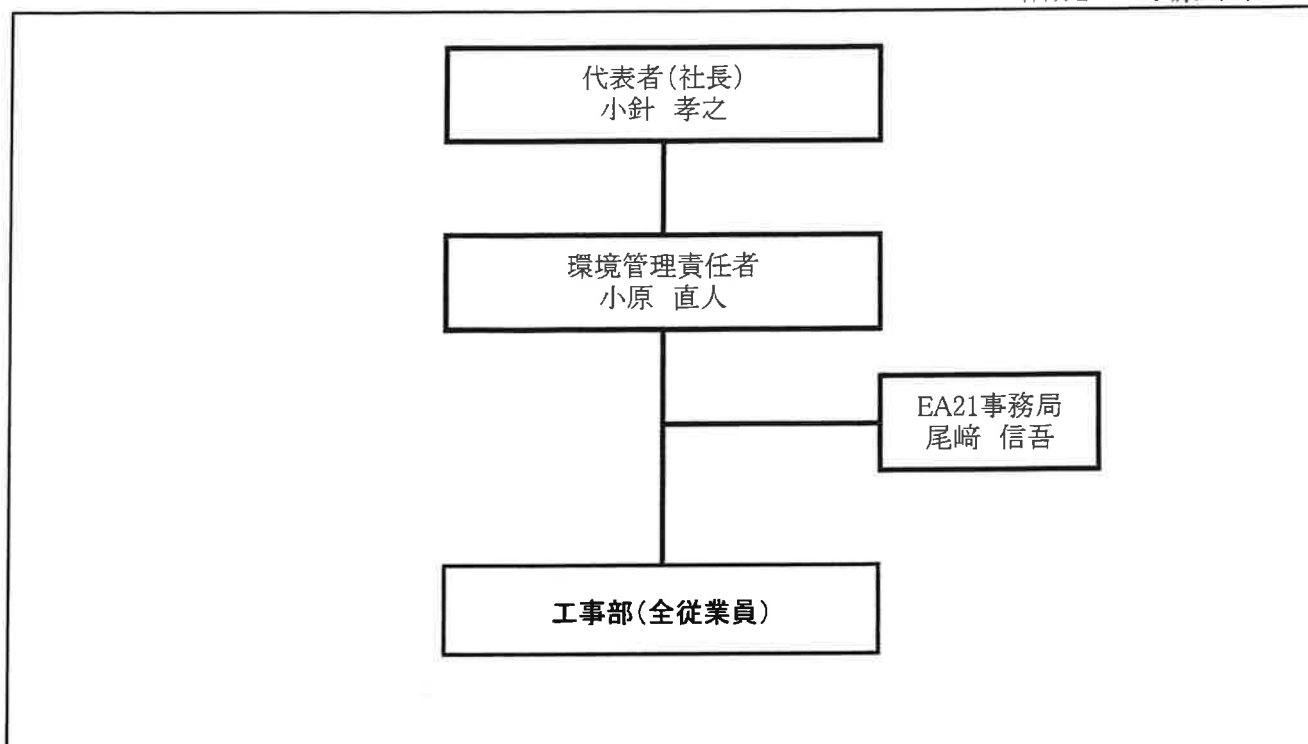 代表者(社長)
小針 孝之
環境管理責任者
小原 直人
EA21事務局
尾﨑 信吾
工事部(全従業員)